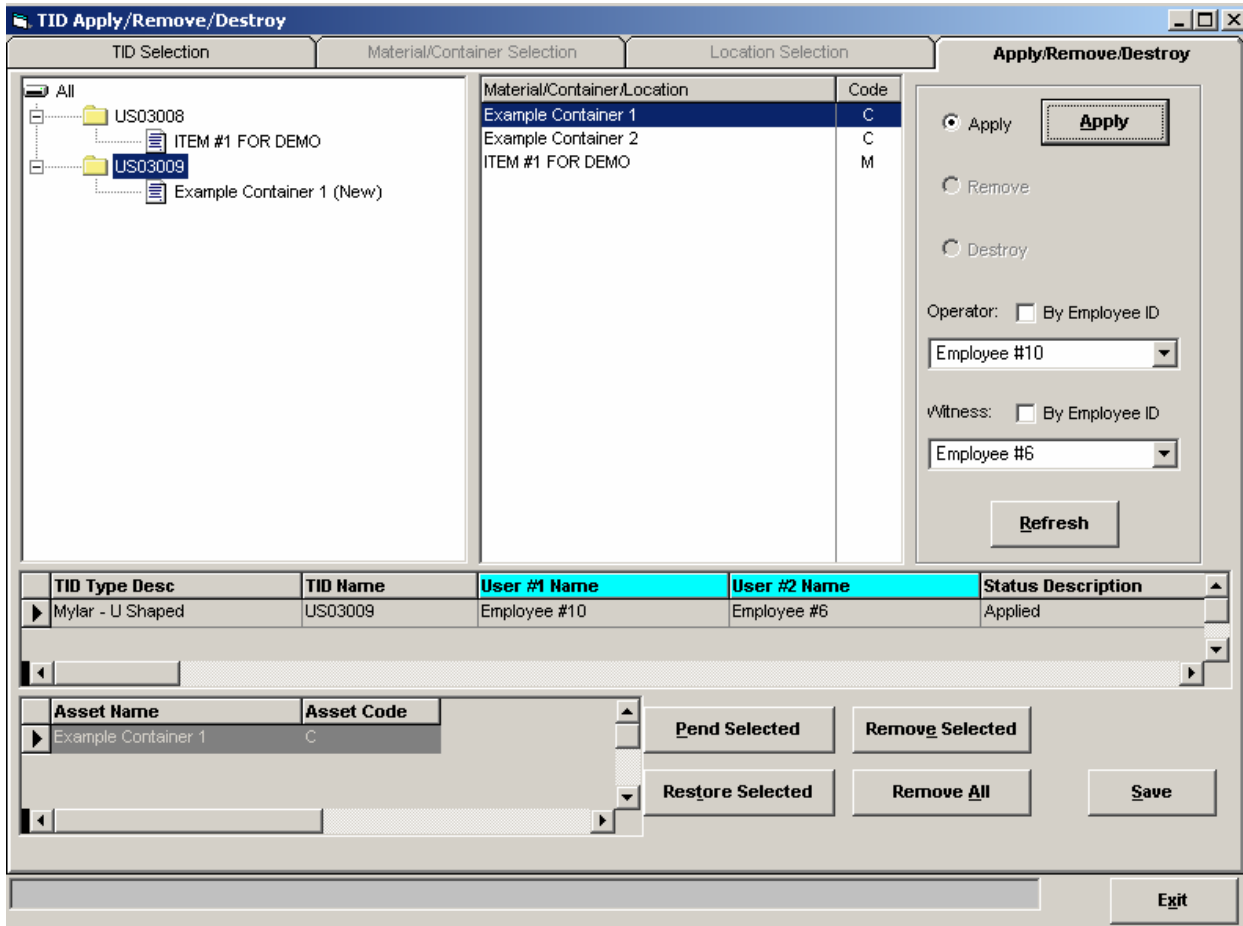 TID Apply/Remove/Destroy
TID Selection Material/Container Selection Location Selection Apply/Remove/Destroy
All
US03008
ITEM #1 FOR DEMO
US03009
Example Container 1 (New)
Material/Container/Location Code
Example Container 1 C
Example Container 2 C
ITEM #1 FOR DEMO M
Apply Apply
Remove
Destroy
Operator: By Employee ID
Employee #10
Witness: By Employee ID
Employee #6
Refresh
TID Type Desc TID Name User #1 Name User #2 Name Status Description
Mylar - U Shaped US03009 Employee #10 Employee #6 Applied
Asset Name Asset Code
Example Container 1 C
Pend Selected Remove Selected
Restore Selected Remove All Save
Exit